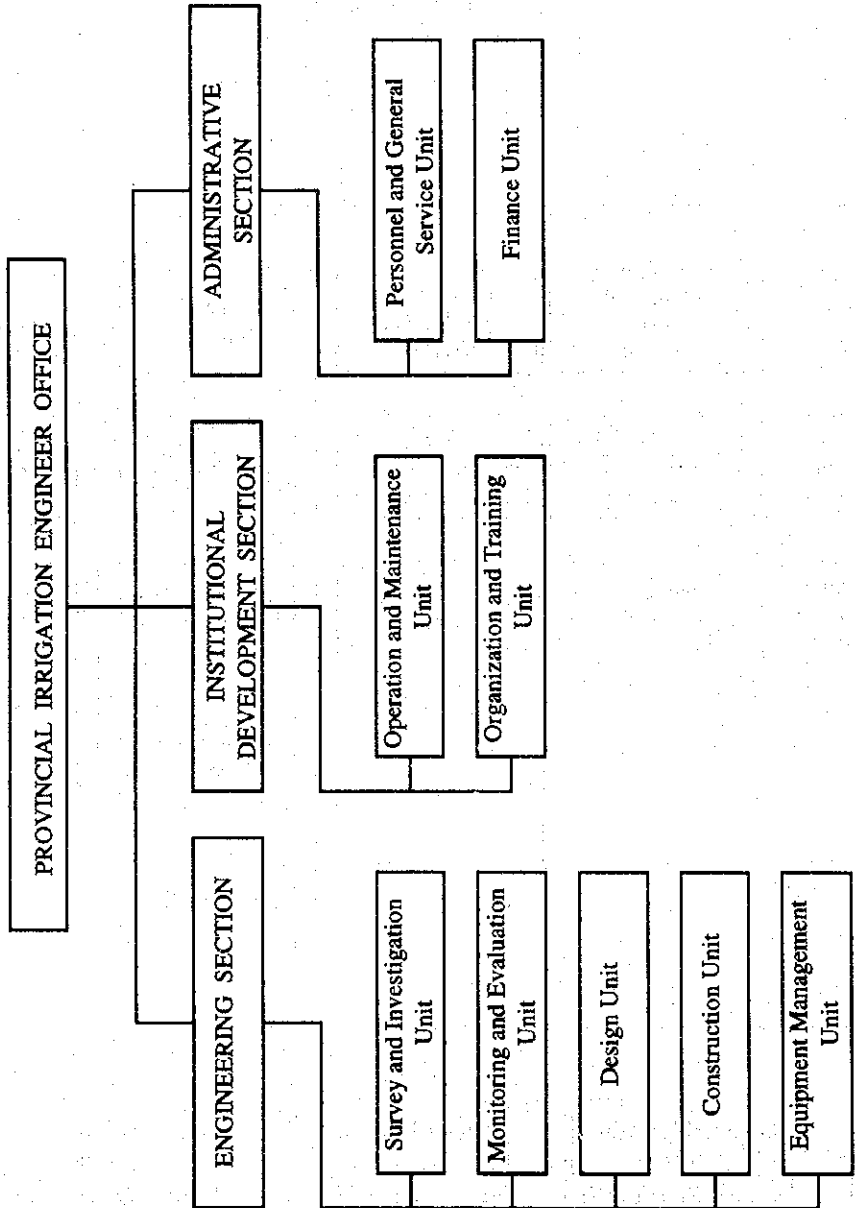 PROVINCIAL IRRIGATION ENGINEER OFFICE
ENGINEERING SECTION
Survey and Investigation
Unit
Monitoring and Evaluation
Unit
Design Unit
Construction Unit
Equipment Management
Unit
INSTITUTIONAL
DEVELOPMENT SECTION
Operation and Maintenance
Unit
Organization and Training
Unit
ADMINISTRATIVE
SECTION
Personnel and General
Service Unit
Finance Unit